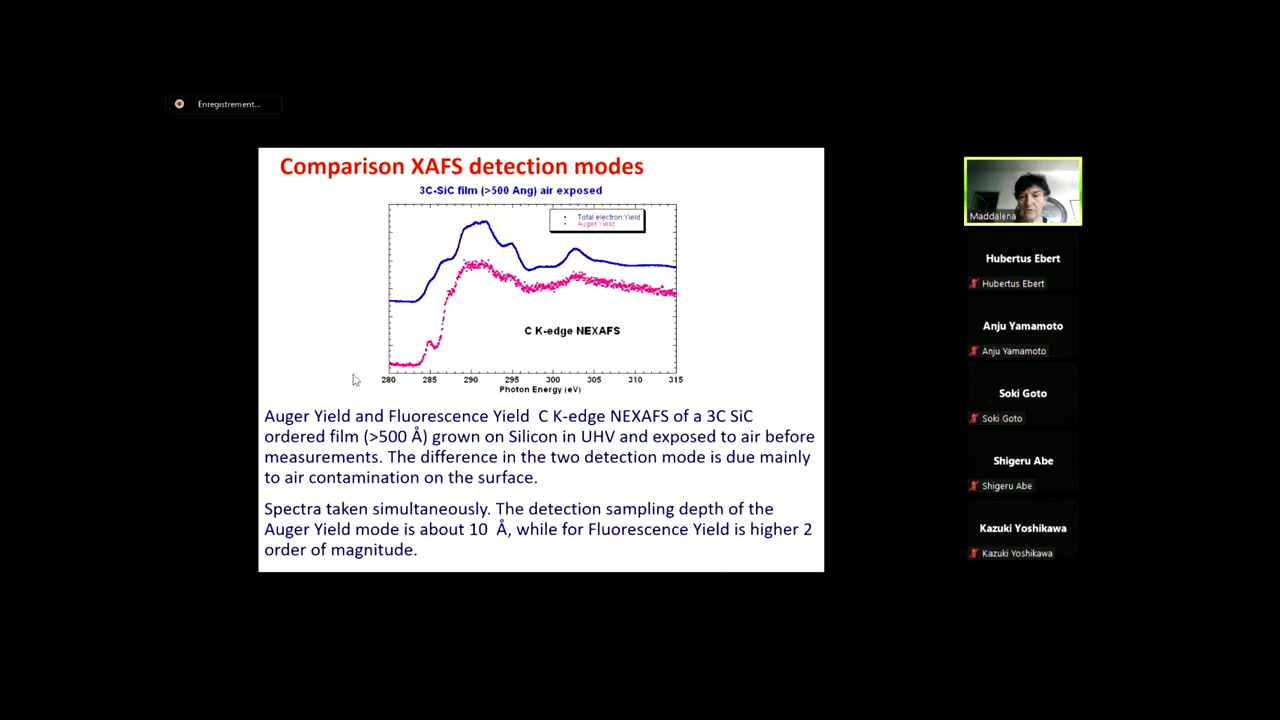 Enregistrement...
Comparison XAFS detection modes
3C-SiC film (>500 Ang) air exposed
Total electron Yield
Auger Yield
C K-edge NEXAFS
280 285 290 295 300 305 310 315
Photon Energy (eV)
Auger Yield and Fluorescence Yield C K-edge NEXAFS of a 3C SiC
ordered film (>500 Å) grown on Silicon in UHV and exposed to air before
measurements. The difference in the two detection mode is due mainly
to air contamination on the surface.
Spectra taken simultaneously. The detection sampling depth of the
Auger Yield mode is about 10 Å, while for Fluorescence Yield is higher 2
order of magnitude.
Maddalena
Hubertus Ebert
Hubertus Ebert
Anju Yamamoto
Anju Yamamoto
Soki Goto
Soki Goto
Shigeru Abe
Shigeru Abe
Kazuki Yoshikawa
Kazuki Yoshikawa